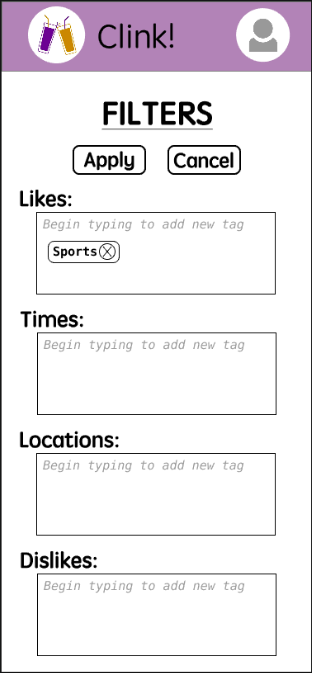 Clink!
FILTERS
Apply Cancel
Likes:
Begin typing to add new tag
Sports
Times:
Begin typing to add new tag
Locations:
Begin typing to add new tag
Dislikes:
Begin typing to add new tag